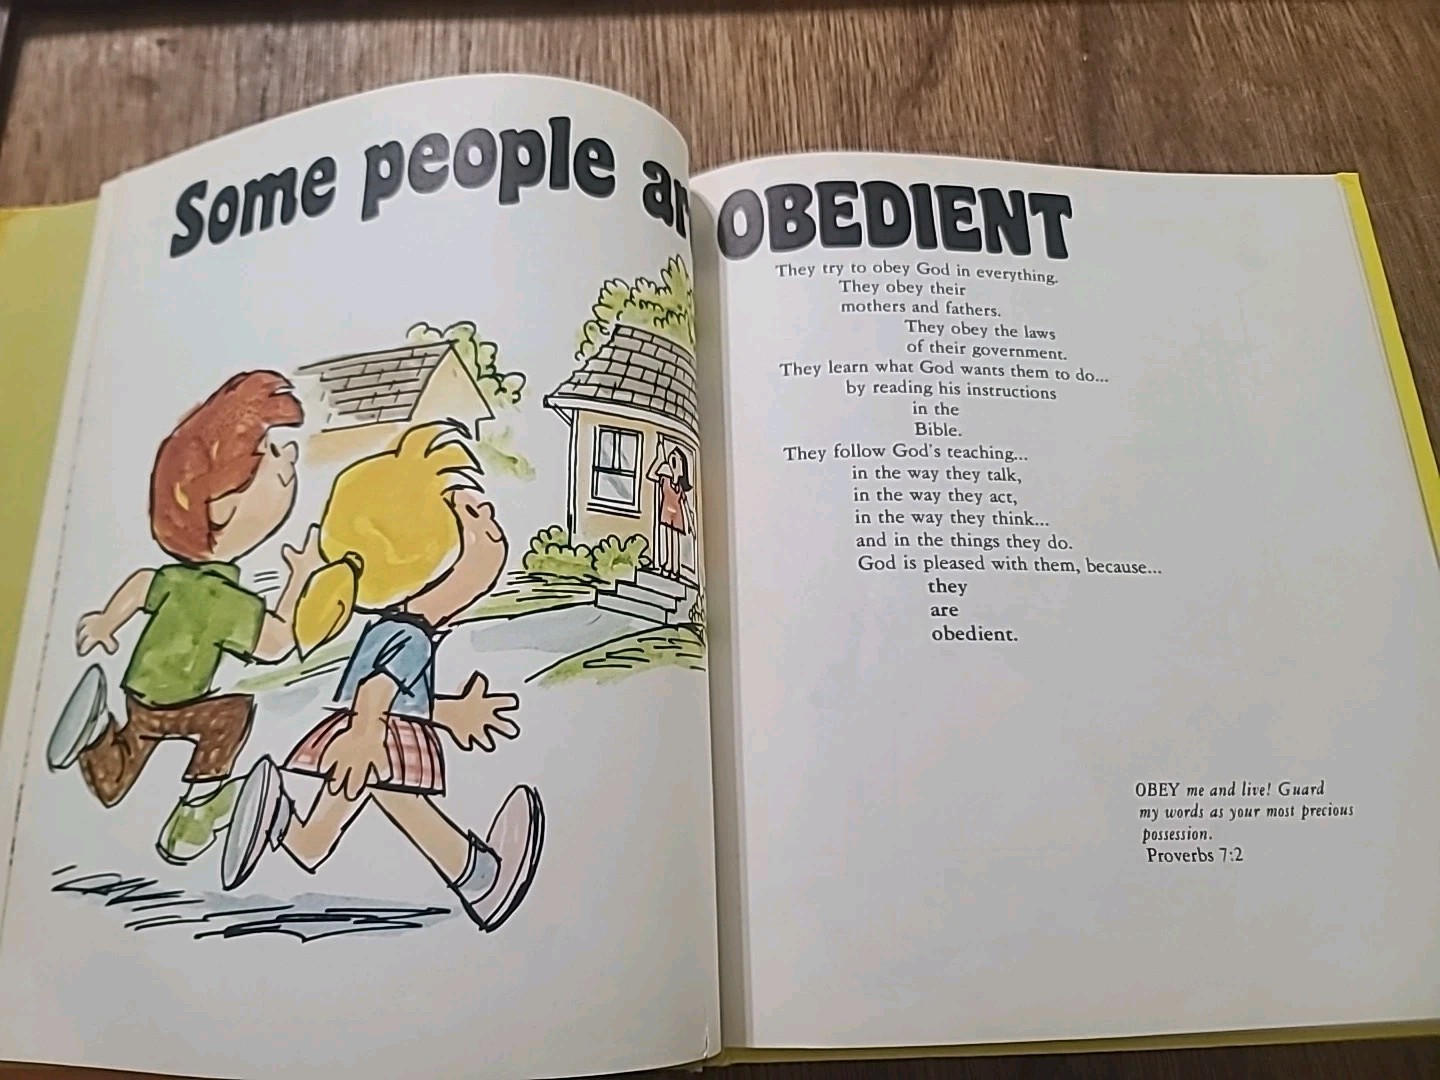 Some people ar
OBEDIENT
They try to obey God in everything.
They obey their
mothers and fathers.
They obey the laws
of their government.
They learn what God wants them to do...
by reading his instructions
in the
Bible.
They follow God's teaching...
in the way they talk,
in the way they act,
in the way they think...
and in the things they do.
God is pleased with them, because...
they
are
obedient.
OBEY me and live! Guard
my words as your most precious
possession.
Proverbs 7:2